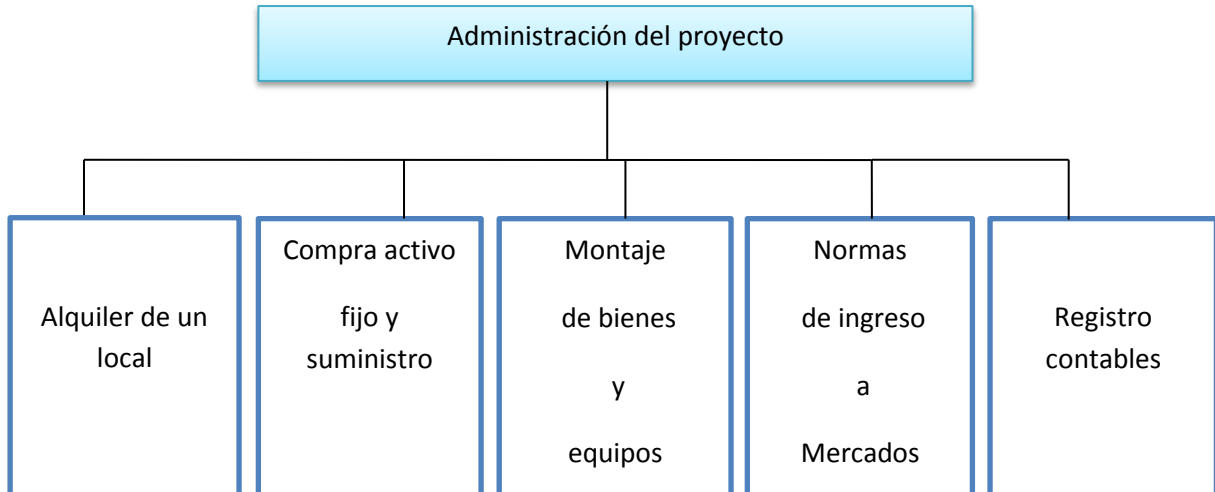 Administración del proyecto
Alquiler de un
local
Compra activo
fijo y
suministro
Montaje
de bienes
y
equipos
Normas
de ingreso
a
Mercados
Registro
contables